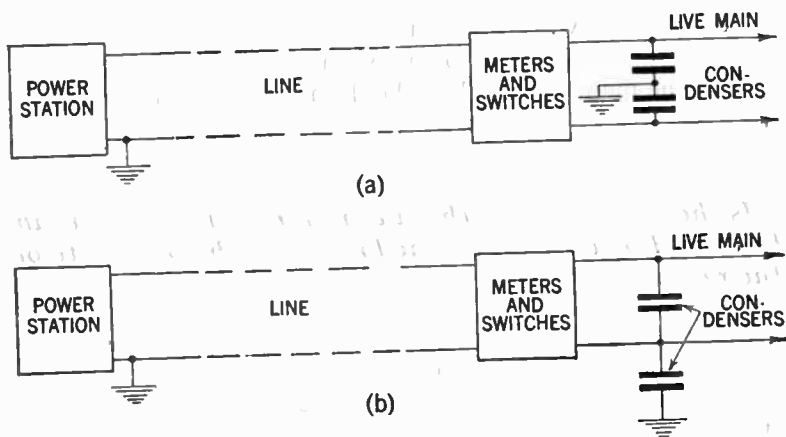 LIVE MAIN
POWER
STATION
LINE
METERS
AND
SWITCHES
CON-
DENSERS
(a)
LIVE MAIN
POWER
STATION
LINE
METERS
AND
SWITCHES
CON-
DENSERS
(b)